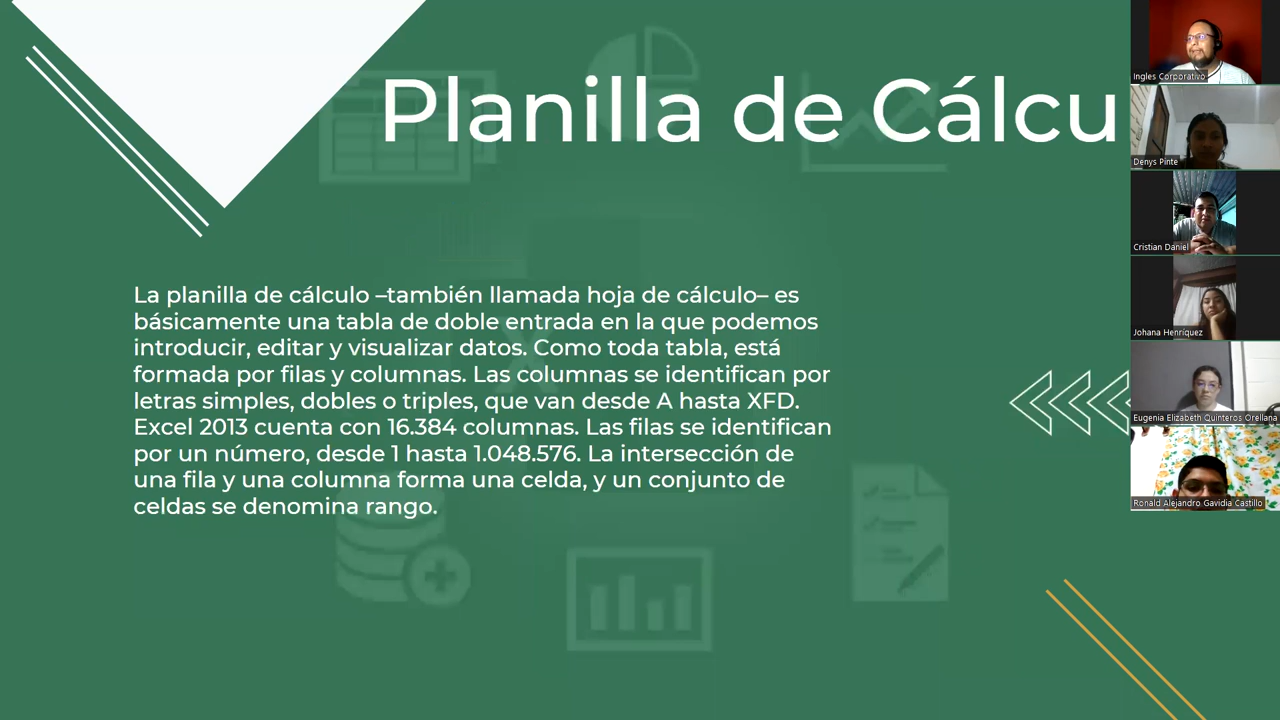 Planilla de Cálcu
La planilla de cálculo –también llamada hoja de cálculo– es
básicamente una tabla de doble entrada en la que podemos
introducir, editar y visualizar datos. Como toda tabla, está
formada por filas y columnas. Las columnas se identifican por
letras simples, dobles o triples, que van desde A hasta XFD.
Excel 2013 cuenta con 16.384 columnas. Las filas se identifican
por un número, desde 1 hasta 1.048.576. La intersección de
una fila y una columna forma una celda, y un conjunto de
celdas se denomina rango.
Ingles Corporativo
Denys Pinte
Cristian Daniel
Johana Henríquez
Eugenia Elizabeth Quinteros Orellana
Ronald Alejandro Gavidia Castillo